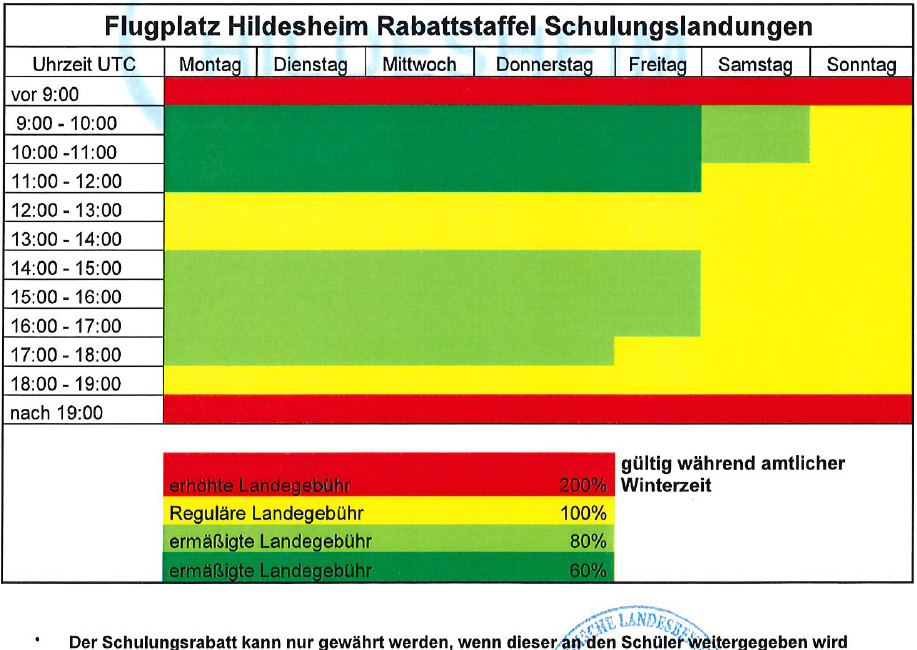 Flugplatz Hildesheim Rabattstaffel Schulungslandungen
HILDESHEIM
Uhrzeit UTC Montag Dienstag Mittwoch Donnerstag Freitag Samstag Sonntag
vor 9:00
9:00 - 10:00
10:00 -11:00
11:00 - 12:00
12:00 - 13:00
13:00 - 14:00
14:00 - 15:00
15:00 - 16:00
16:00 - 17:00
17:00 - 18:00
18:00 - 19:00
nach 19:00
gültig während amtlicher
erhöhte Landegebühr 200% Winterzeit
Reguläre Landegebühr 100%
ermäßigte Landegebühr 80%
ermäßigte Landegebühr 60%
* Der Schulungsrabatt kann nur gewährt werden, wenn dieser an den Schüler weitergegeben wird